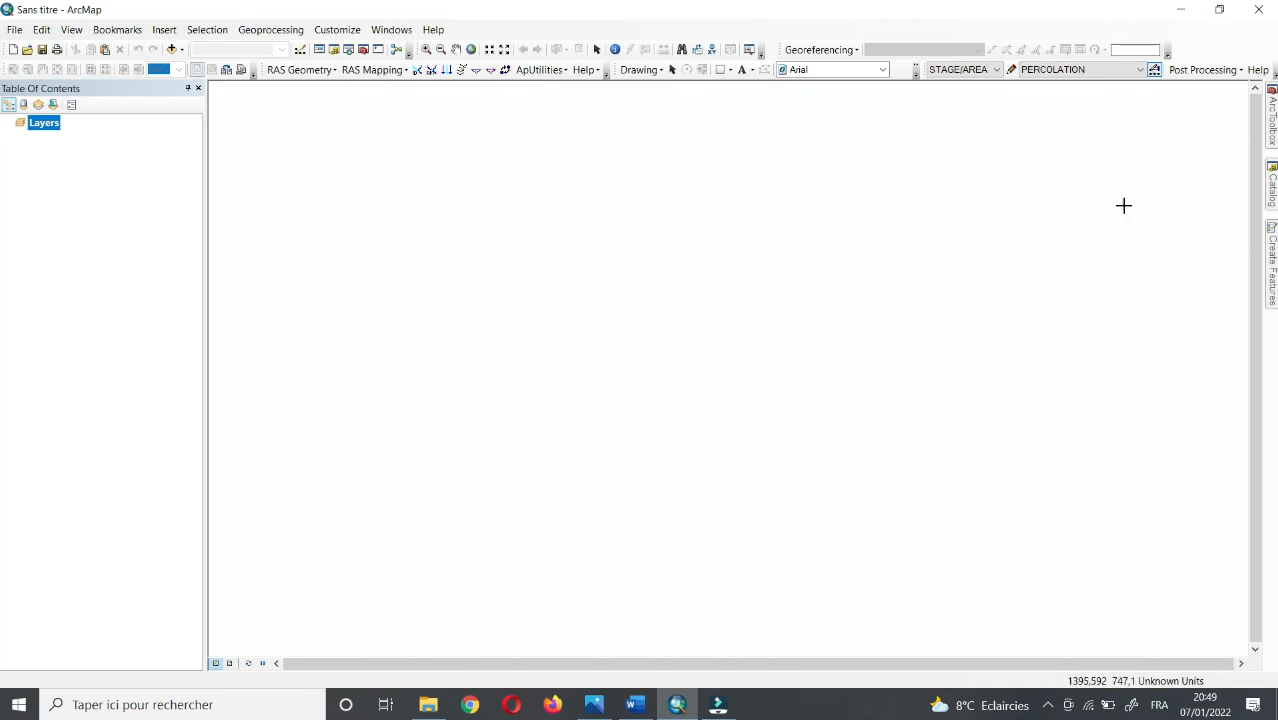 Sans titre - ArcMap
File Edit View Bookmarks Insert Selection Geoprocessing Customize Windows Help
Georeferencing
RAS Geometry RAS Mapping ApUtilities Help Drawing A Arial STAGE/AREA PERCOLATION Post Processing Help
Table Of Contents
Layers
ArcToolbox
Catalog
Create Features
1395,592 747,1 Unknown Units
Taper ici pour rechercher
8°C Eclaircies FRA 20:49
07/01/2022